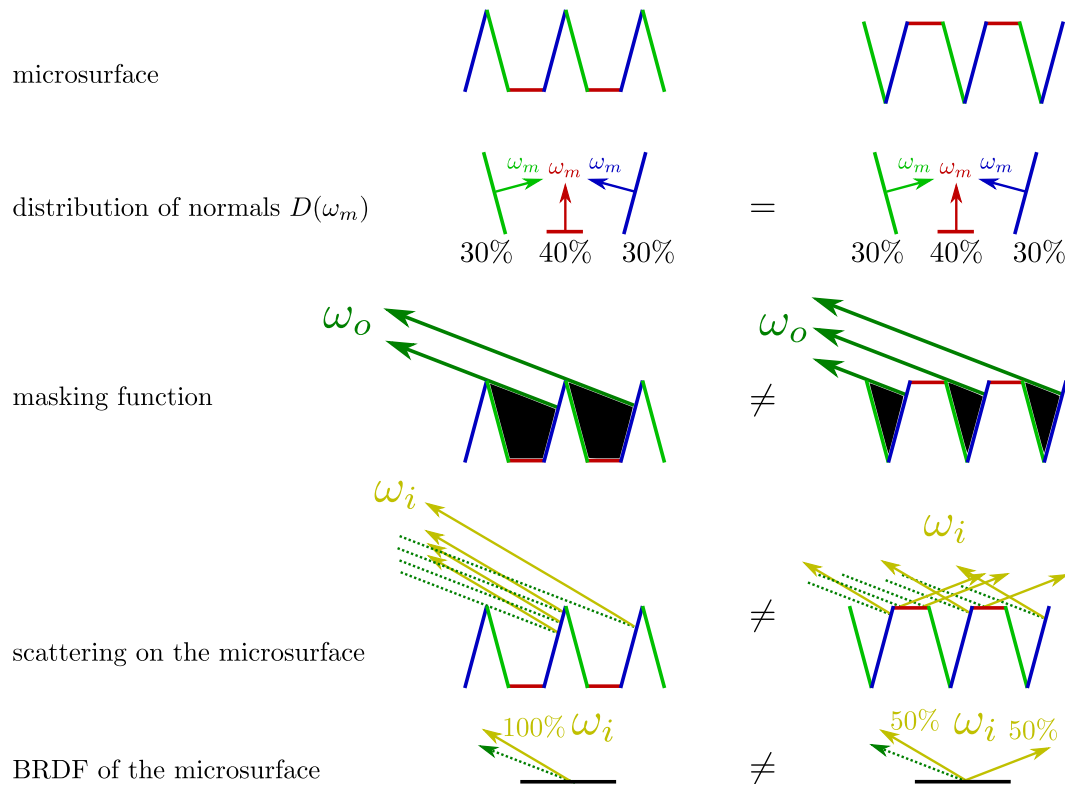 microsurface
distribution of normals D(ωₘ)
ωₘ ωₘ ωₘ
=
ωₘ ωₘ ωₘ
30% 40% 30%
30% 40% 30%
masking function
ωₒ
≠
ωₒ
scattering on the microsurface
ωᵢ
≠
ωᵢ
BRDF of the microsurface
100% ωᵢ
≠
50% ωᵢ 50%